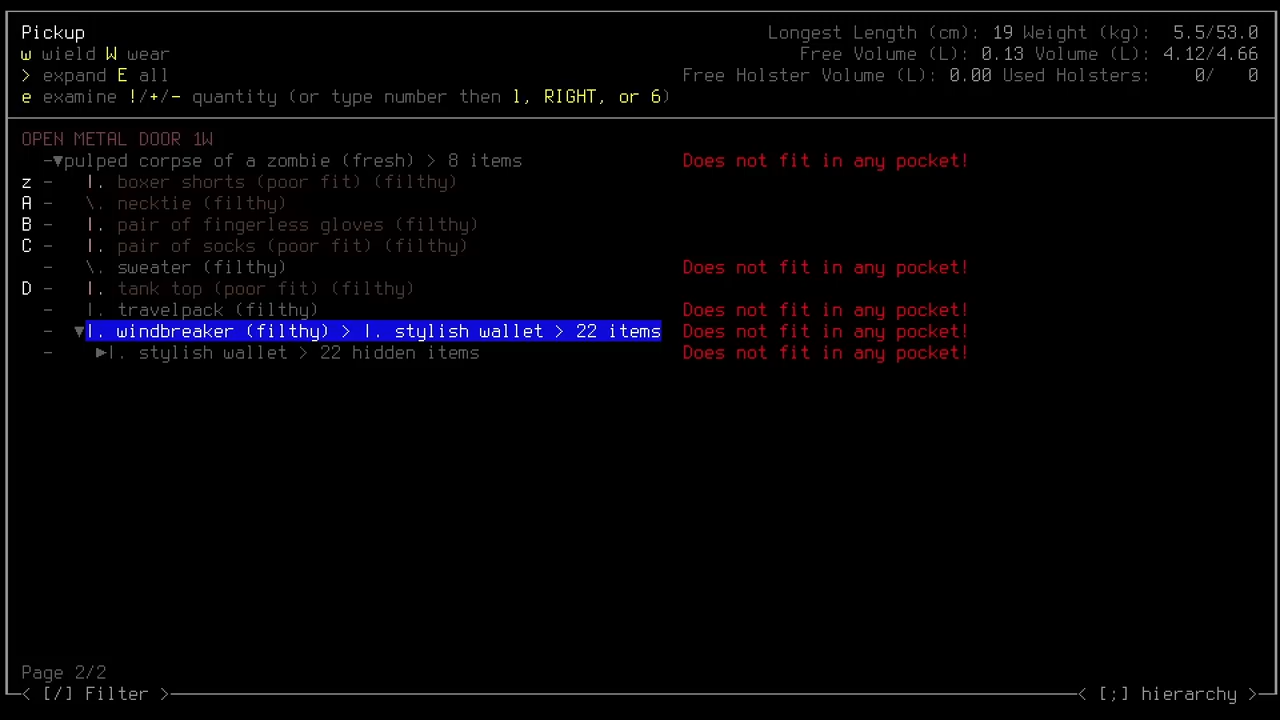 Pickup Longest Length (cm): 19 Weight (kg): 5.5/53.0
w wield W wear Free Volume (L): 0.13 Volume (L): 4.12/4.66
> expand E all Free Holster Volume (L): 0.00 Used Holsters: 0/ 0
e examine !/+/- quantity (or type number then l, RIGHT, or 6)
OPEN METAL DOOR 1W
-▼pulped corpse of a zombie (fresh) > 8 items Does not fit in any pocket!
z - |. boxer shorts (poor fit) (filthy)
A - \. necktie (filthy)
B - |. pair of fingerless gloves (filthy)
C - |. pair of socks (poor fit) (filthy)
- \. sweater (filthy) Does not fit in any pocket!
D - |. tank top (poor fit) (filthy)
- |. travelpack (filthy) Does not fit in any pocket!
- ▼|. windbreaker (filthy) > |. stylish wallet > 22 items Does not fit in any pocket!
- ▶|. stylish wallet > 22 hidden items Does not fit in any pocket!
Page 2/2
< [/] Filter > < [;] hierarchy >